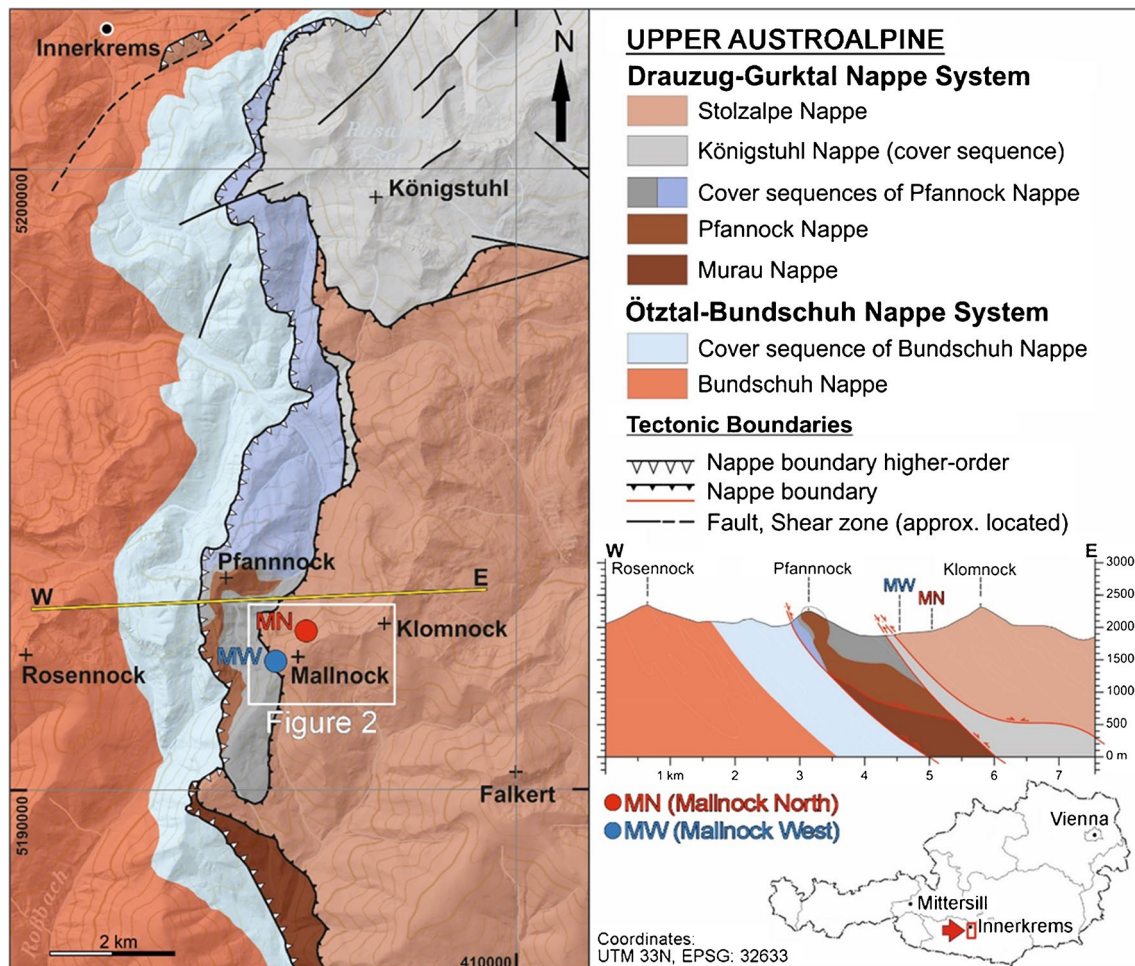 Innerkrems
N
Rosaninsee
Königstuhl
5200000
Pfannnock
W
E
MN
Klomnock
MW
Mallnock
Rosennock
Figure 2
Falkert
5190000
Roßbach
2 km
410000
UPPER AUSTROALPINE
Drauzug-Gurktal Nappe System
Stolzalpe Nappe
Königstuhl Nappe (cover sequence)
Cover sequences of Pfannock Nappe
Pfannock Nappe
Murau Nappe
Ötztal-Bundschuh Nappe System
Cover sequence of Bundschuh Nappe
Bundschuh Nappe
Tectonic Boundaries
Nappe boundary higher-order
Nappe boundary
Fault, Shear zone (approx. located)
W E
Rosennock Pfannnock MW MN Klomnock
3000
2500
2000
1500
1000
500
0 m
1 km 2 3 4 5 6 7
MN (Mallnock North)
MW (Mallnock West)
Vienna
Mittersill
Innerkrems
Coordinates:
UTM 33N, EPSG: 32633